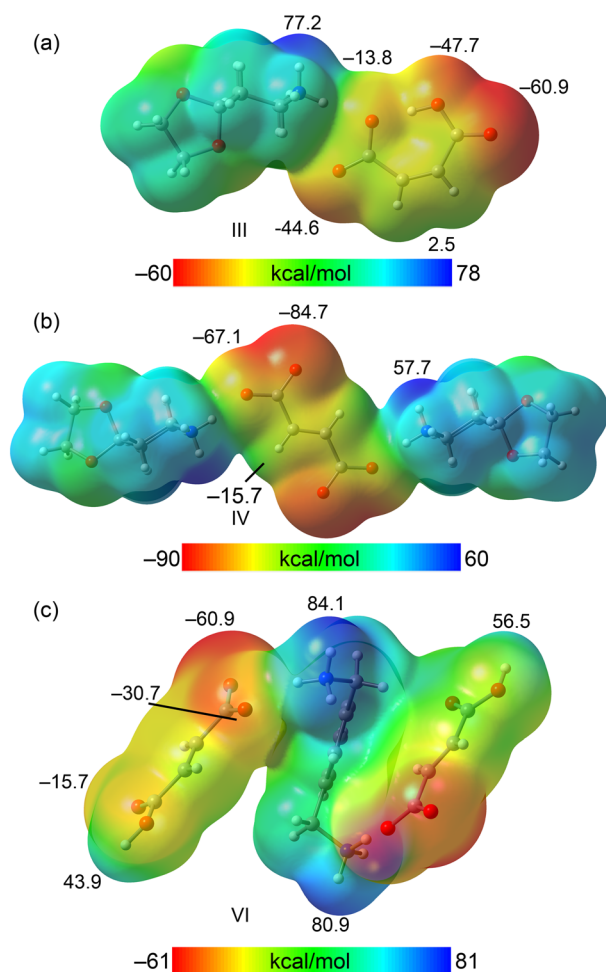 (a)
77.2
−13.8
−47.7
−60.9
III
-44.6
2.5
−60
kcal/mol
78
(b)
−84.7
−67.1
57.7
−15.7
IV
−90
kcal/mol
60
(c)
−60.9
84.1
56.5
−30.7
−15.7
43.9
VI
80.9
−61
kcal/mol
81